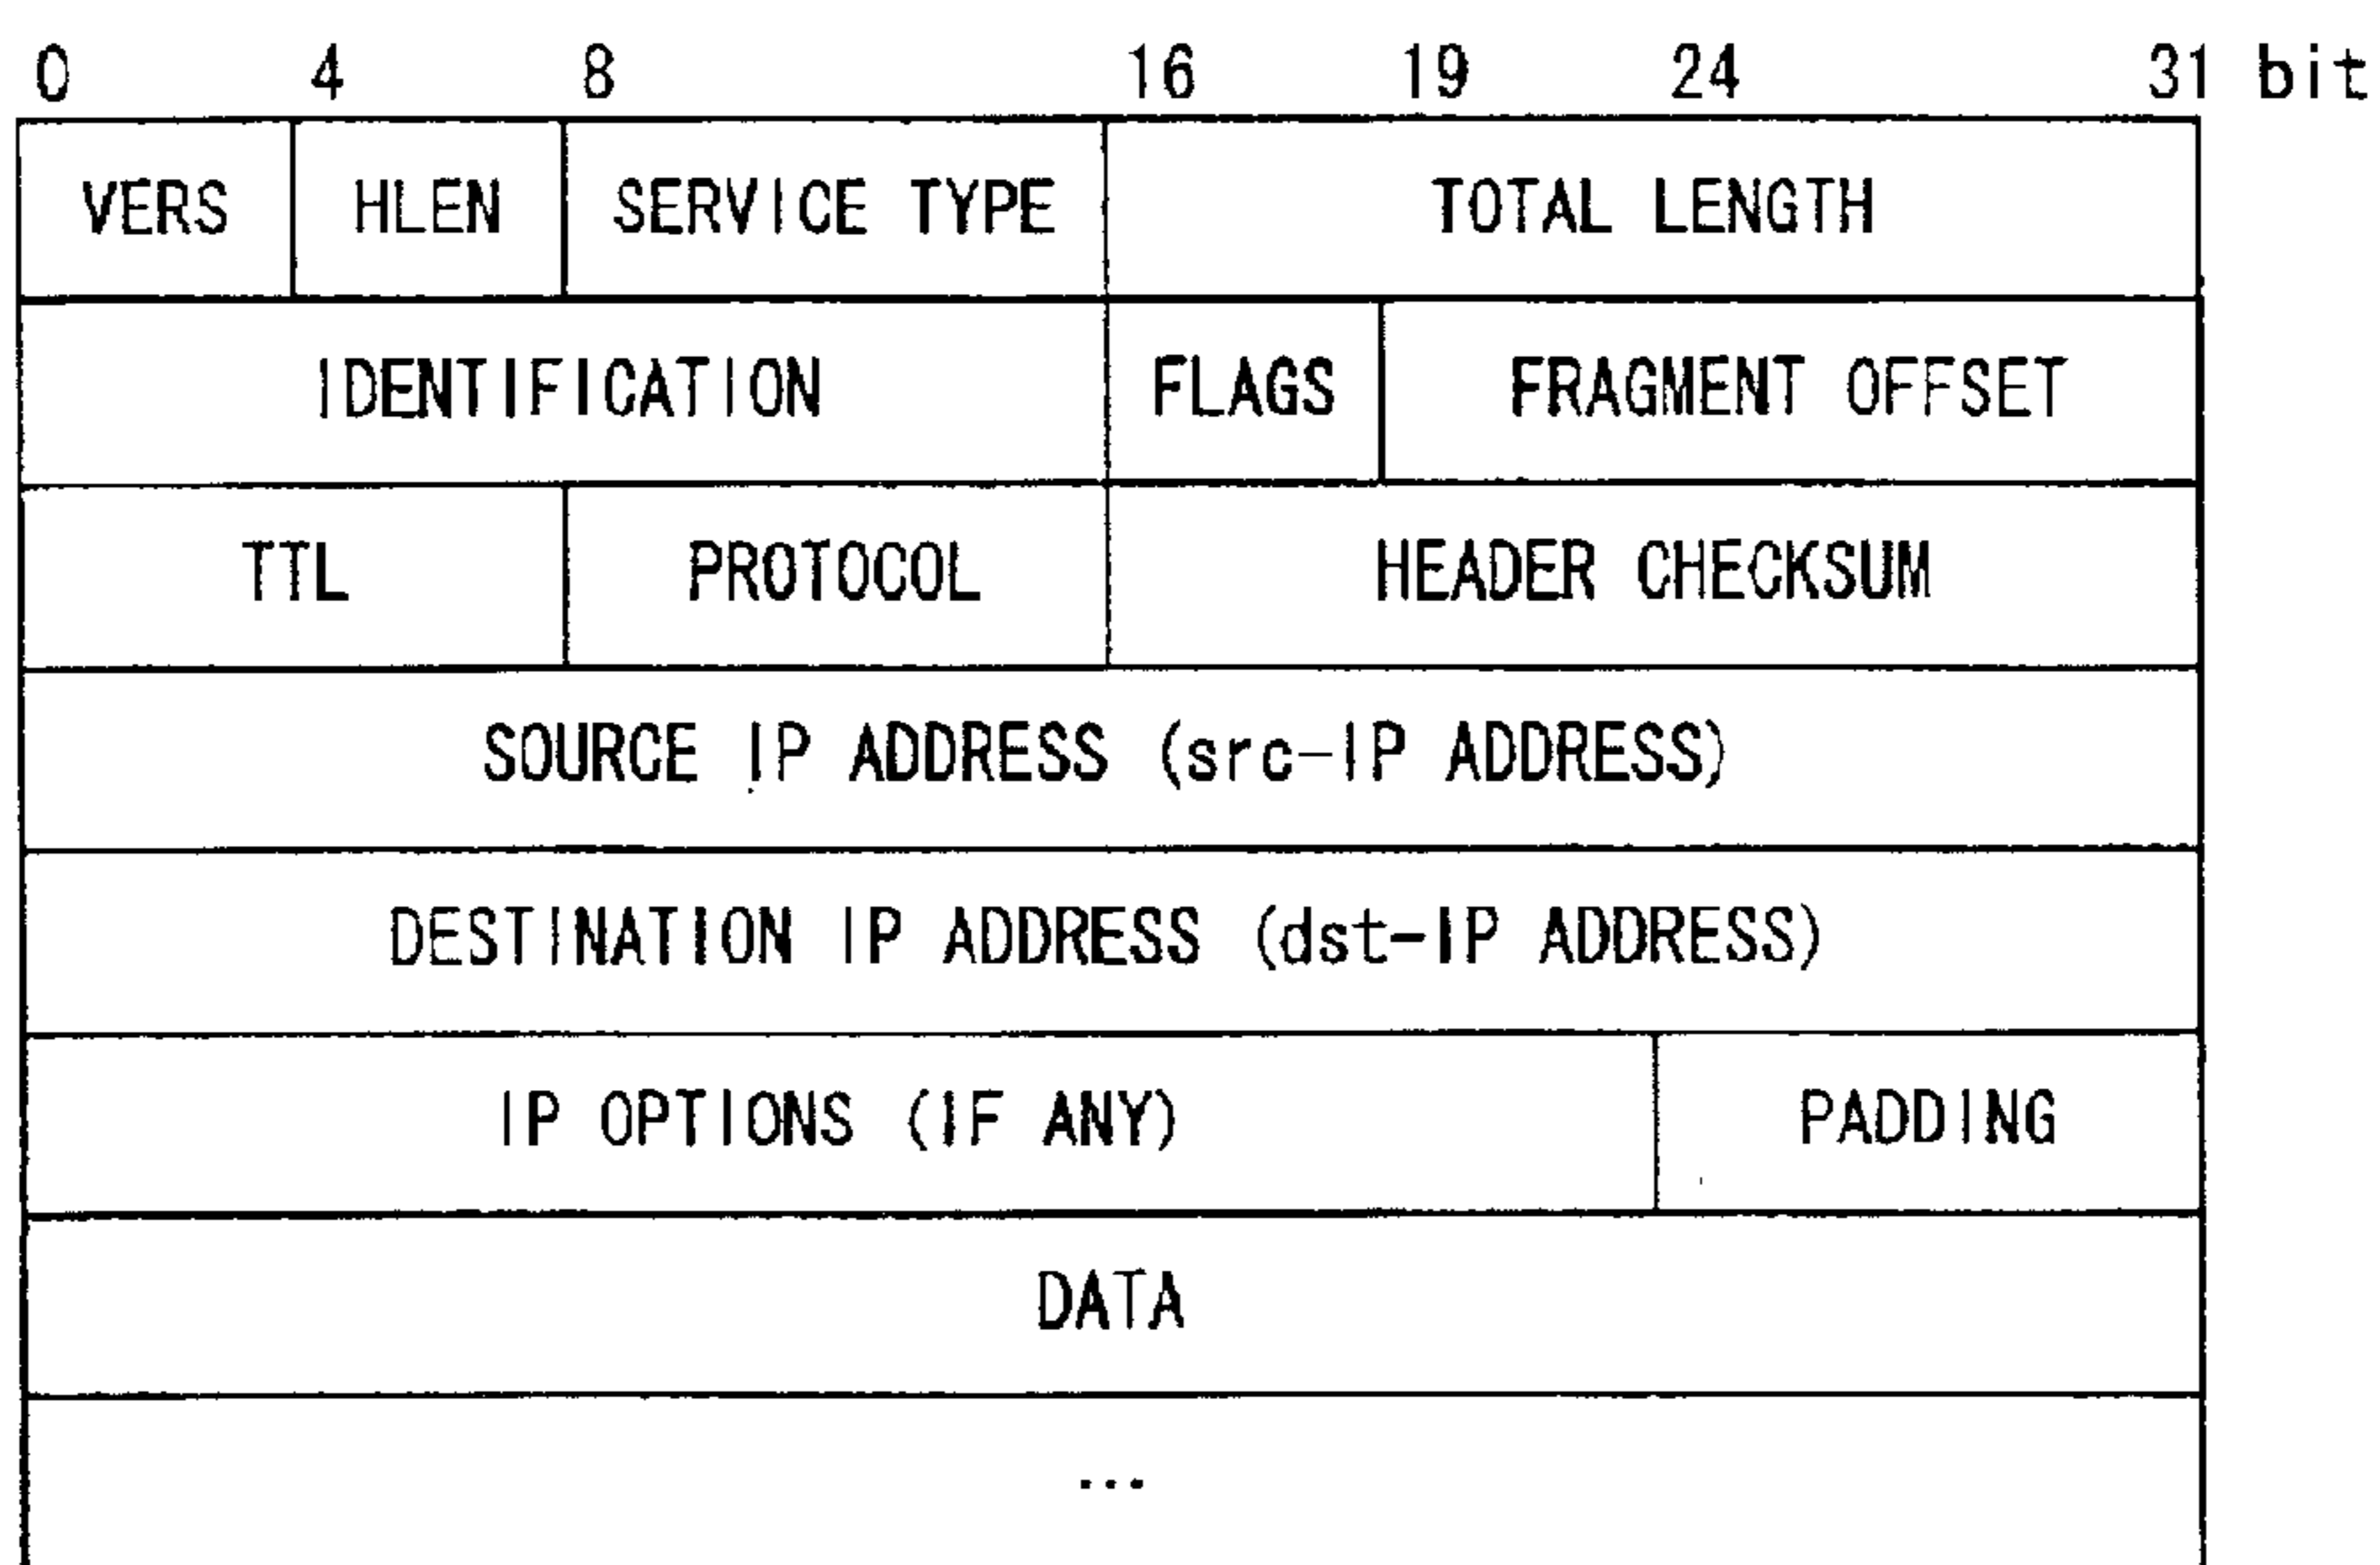 0 4 8 16 19 24 31 bit
VERS HLEN SERVICE TYPE TOTAL LENGTH
IDENTIFICATION FLAGS FRAGMENT OFFSET
TTL PROTOCOL HEADER CHECKSUM
SOURCE IP ADDRESS (src-IP ADDRESS)
DESTINATION IP ADDRESS (dst-IP ADDRESS)
IP OPTIONS (IF ANY) PADDING
DATA
...